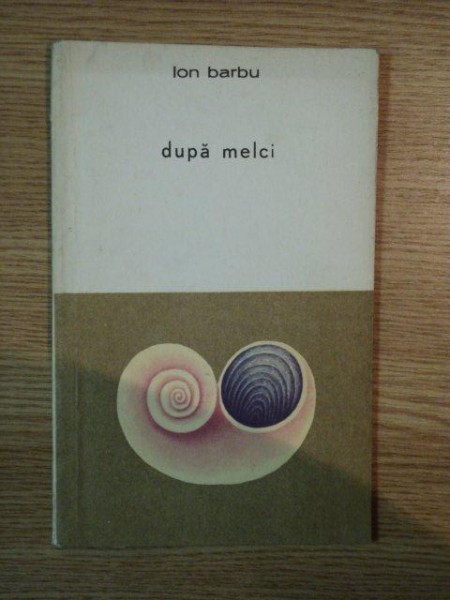 Ion barbu
după melci